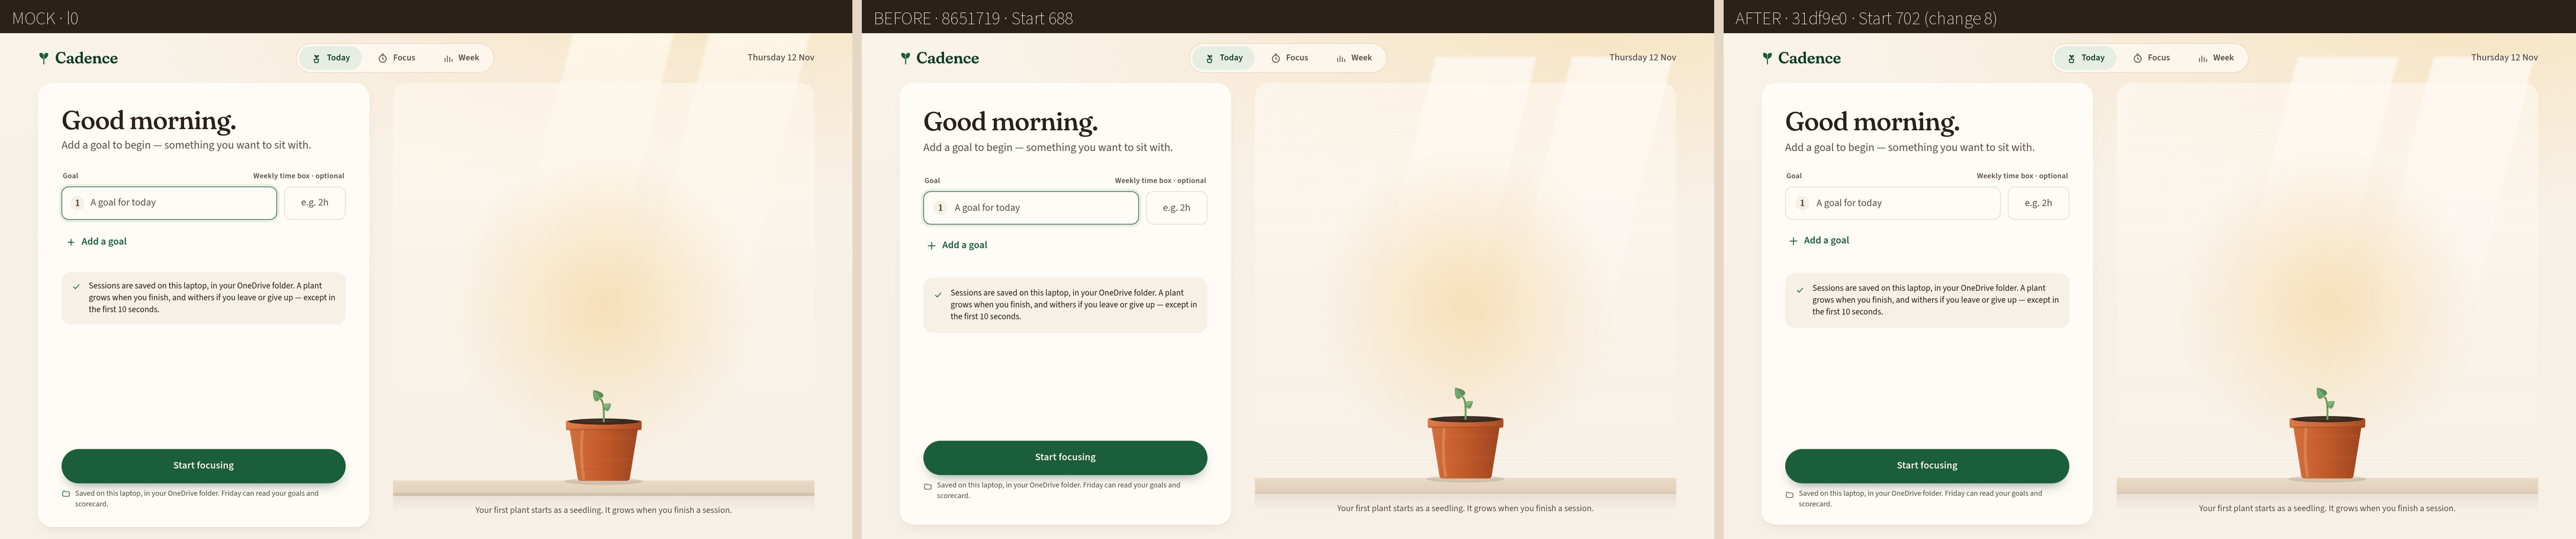 MOCK · l0
Cadence
Today
Focus
Week
Thursday 12 Nov
Good morning.
Add a goal to begin — something you want to sit with.
Goal
Weekly time box · optional
1
A goal for today
e.g. 2h
+ Add a goal
Sessions are saved on this laptop, in your OneDrive folder. A plant
grows when you finish, and withers if you leave or give up — except in
the first 10 seconds.
Start focusing
Saved on this laptop, in your OneDrive folder. Friday can read your goals and
scorecard.
Your first plant starts as a seedling. It grows when you finish a session.
BEFORE · 8651719 · Start 688
Cadence
Today
Focus
Week
Thursday 12 Nov
Good morning.
Add a goal to begin — something you want to sit with.
Goal
Weekly time box · optional
1
A goal for today
e.g. 2h
+ Add a goal
Sessions are saved on this laptop, in your OneDrive folder. A plant
grows when you finish, and withers if you leave or give up — except in
the first 10 seconds.
Start focusing
Saved on this laptop, in your OneDrive folder. Friday can read your goals and
scorecard.
Your first plant starts as a seedling. It grows when you finish a session.
AFTER · 31df9e0 · Start 702 (change 8)
Cadence
Today
Focus
Week
Thursday 12 Nov
Good morning.
Add a goal to begin — something you want to sit with.
Goal
Weekly time box · optional
1
A goal for today
e.g. 2h
+ Add a goal
Sessions are saved on this laptop, in your OneDrive folder. A plant
grows when you finish, and withers if you leave or give up — except in
the first 10 seconds.
Start focusing
Saved on this laptop, in your OneDrive folder. Friday can read your goals and
scorecard.
Your first plant starts as a seedling. It grows when you finish a session.